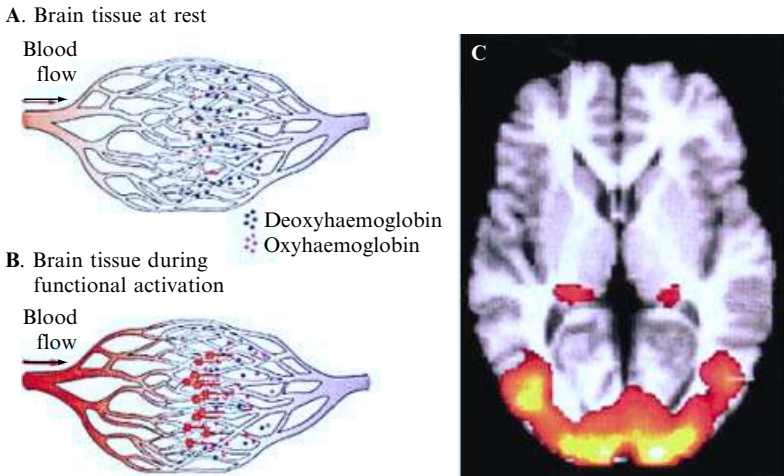 A. Brain tissue at rest
Blood
flow
Deoxyhaemoglobin
Oxyhaemoglobin
B. Brain tissue during
functional activation
Blood
flow
C